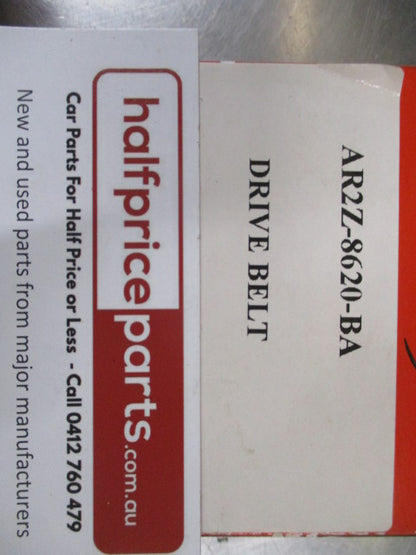 AR2Z-8620-BA
DRIVE BELT
halfpriceparts.com.au
Car Parts For Half Price or Less - Call 0412 760 479
New and used parts from major manufacturers